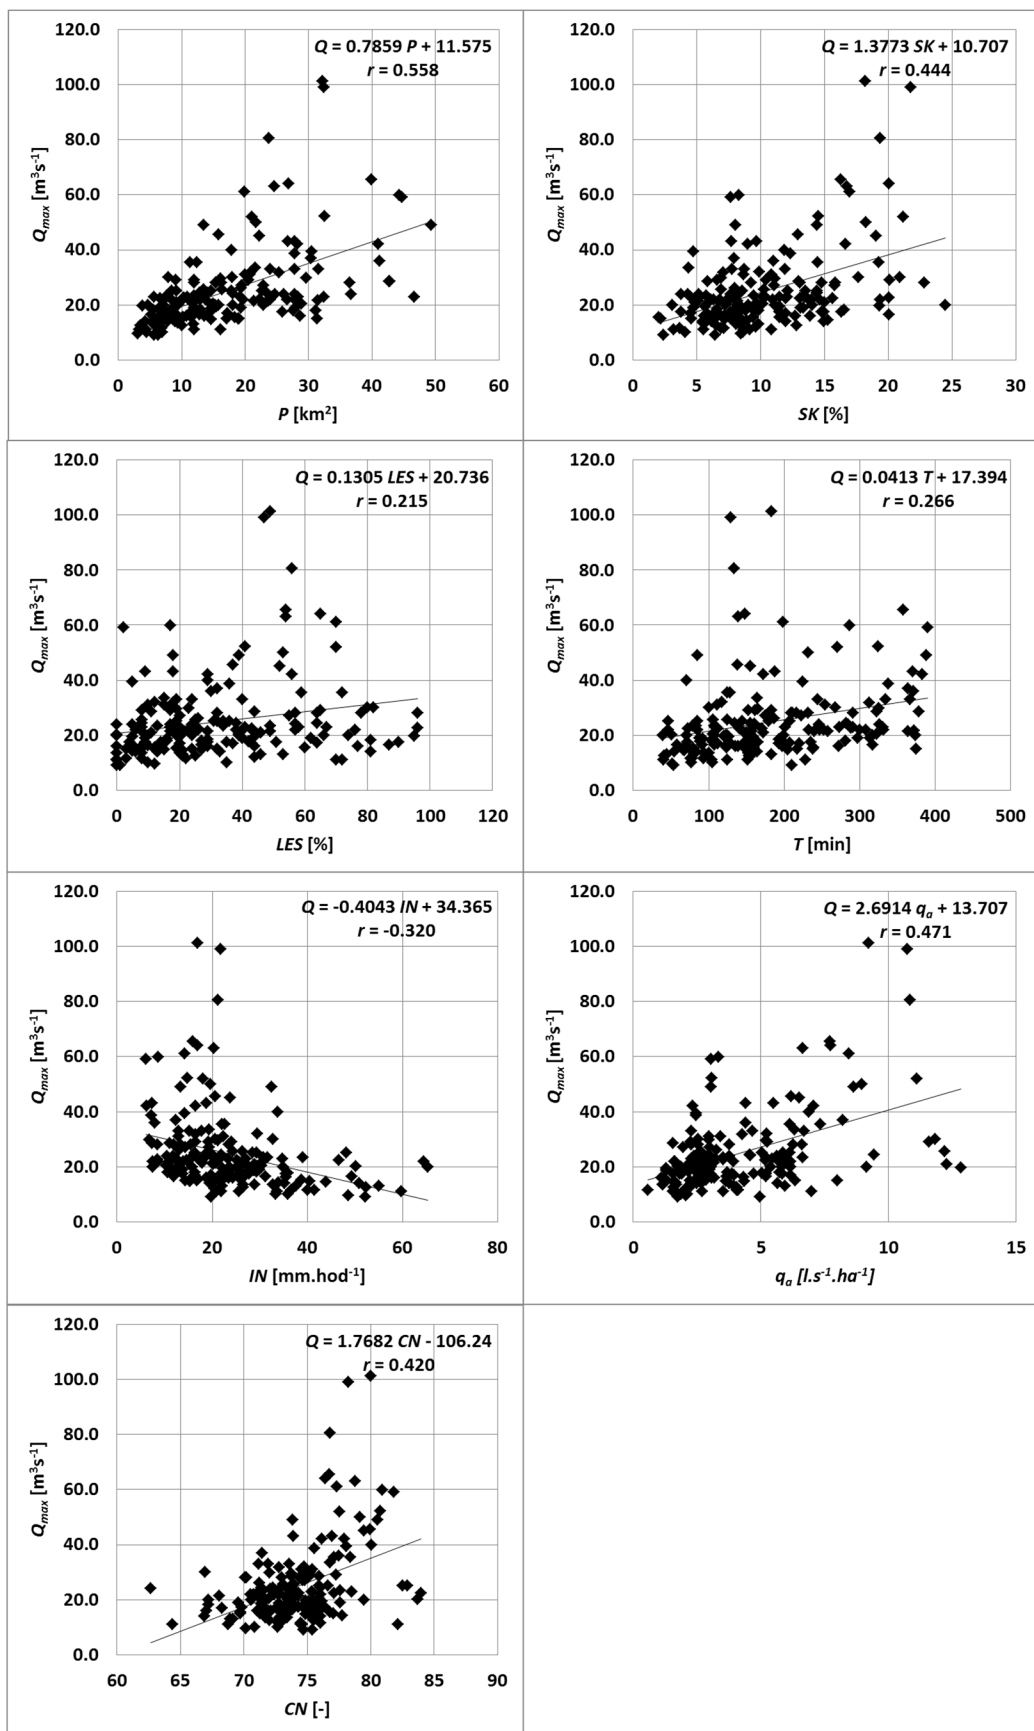 120.0
100.0
80.0
60.0
40.0
20.0
0.0
Q = 0.7859 P + 11.575
r = 0.558
Qmax [m³s⁻¹]
0 10 20 30 40 50 60
P [km²]
120.0
100.0
80.0
60.0
40.0
20.0
0.0
Q = 1.3773 SK + 10.707
r = 0.444
Qmax [m³s⁻¹]
0 5 10 15 20 25 30
SK [%]
120.0
100.0
80.0
60.0
40.0
20.0
0.0
Q = 0.1305 LES + 20.736
r = 0.215
Qmax [m³s⁻¹]
0 20 40 60 80 100 120
LES [%]
120.0
100.0
80.0
60.0
40.0
20.0
0.0
Q = 0.0413 T + 17.394
r = 0.266
Qmax [m³s⁻¹]
0 100 200 300 400 500
T [min]
120.0
100.0
80.0
60.0
40.0
20.0
0.0
Q = -0.4043 IN + 34.365
r = -0.320
Qmax [m³s⁻¹]
0 20 40 60 80
IN [mm.hod⁻¹]
120.0
100.0
80.0
60.0
40.0
20.0
0.0
Q = 2.6914 qa + 13.707
r = 0.471
Qmax [m³s⁻¹]
0 5 10 15
qa [l.s⁻¹.ha⁻¹]
120.0
100.0
80.0
60.0
40.0
20.0
0.0
Q = 1.7682 CN - 106.24
r = 0.420
Qmax [m³s⁻¹]
60 65 70 75 80 85 90
CN [-]